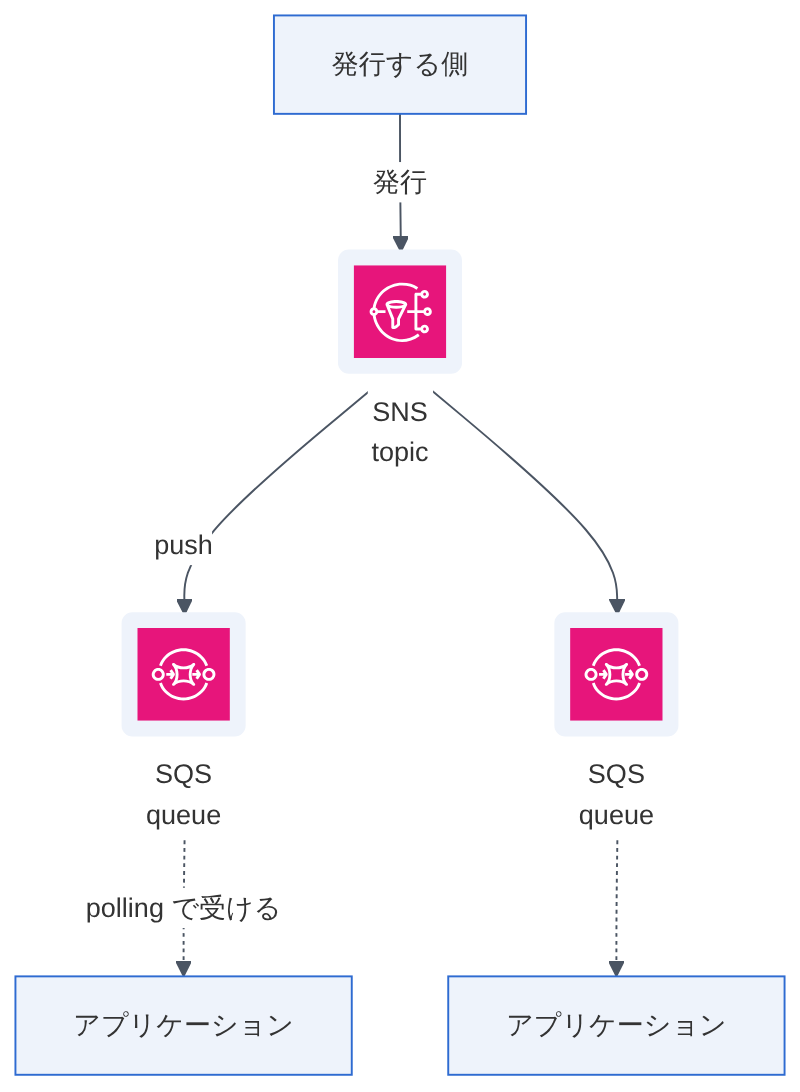 発行する側
発行
SNS
topic
push
SQS
queue
SQS
queue
polling で受ける
アプリケーション
アプリケーション